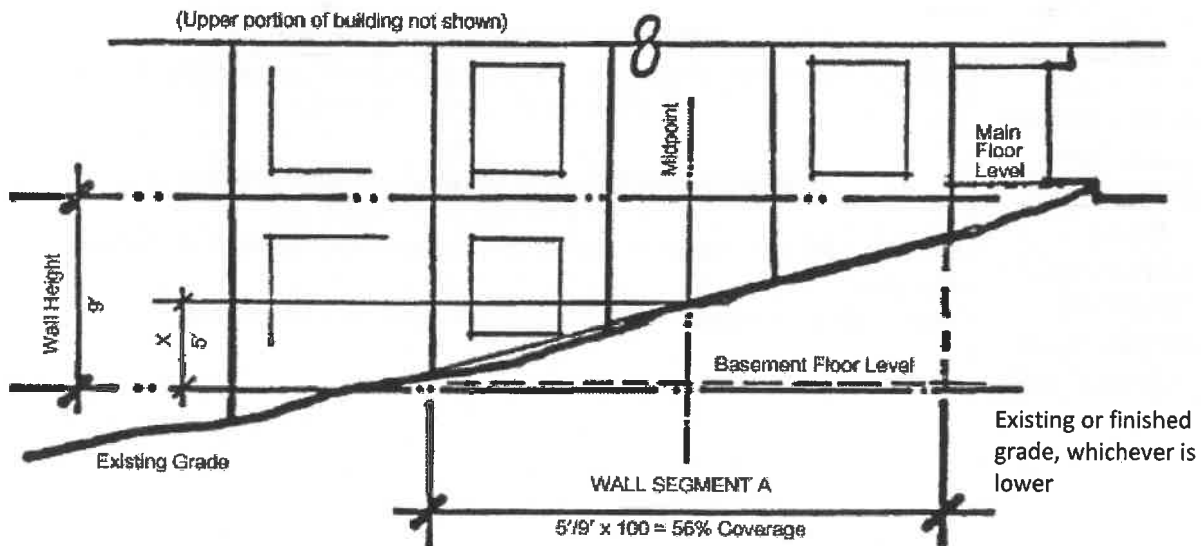 (Upper portion of building not shown)
8
Midpoint
Main
Floor
Level
Wall Height
9'
X
5'
Basement Floor Level
Existing Grade
Existing or finished
grade, whichever is
lower
WALL SEGMENT A
5'/9' x 100 = 56% Coverage